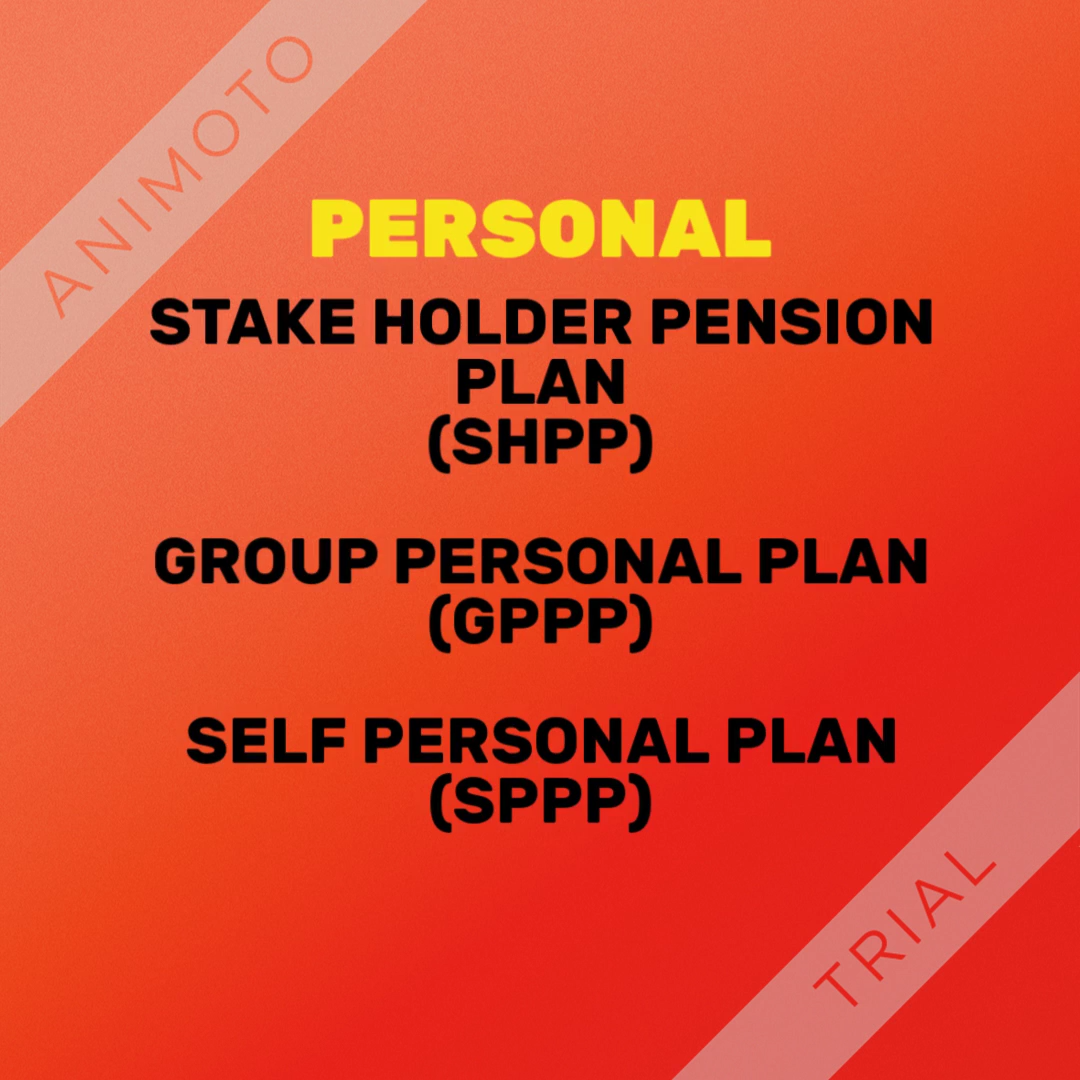 ANIMOTO
PERSONAL
STAKE HOLDER PENSION
PLAN
(SHPP)
GROUP PERSONAL PLAN
(GPPP)
SELF PERSONAL PLAN
(SPPP)
TRIAL